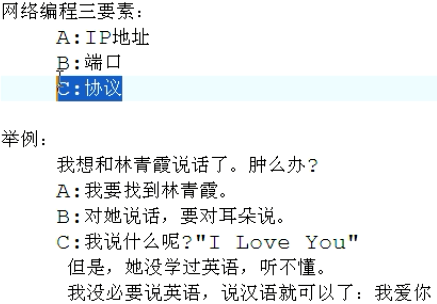 网络编程三要素:
A:IP地址
B:端口
C:协议
举例:
我想和林青霞说话了。肿么办?
A:我要找到林青霞。
B:对她说话，要对耳朵说。
C:我说什么呢?"I Love You"
但是，她没学过英语，听不懂。
我没必要说英语，说汉语就可以了：我爱你